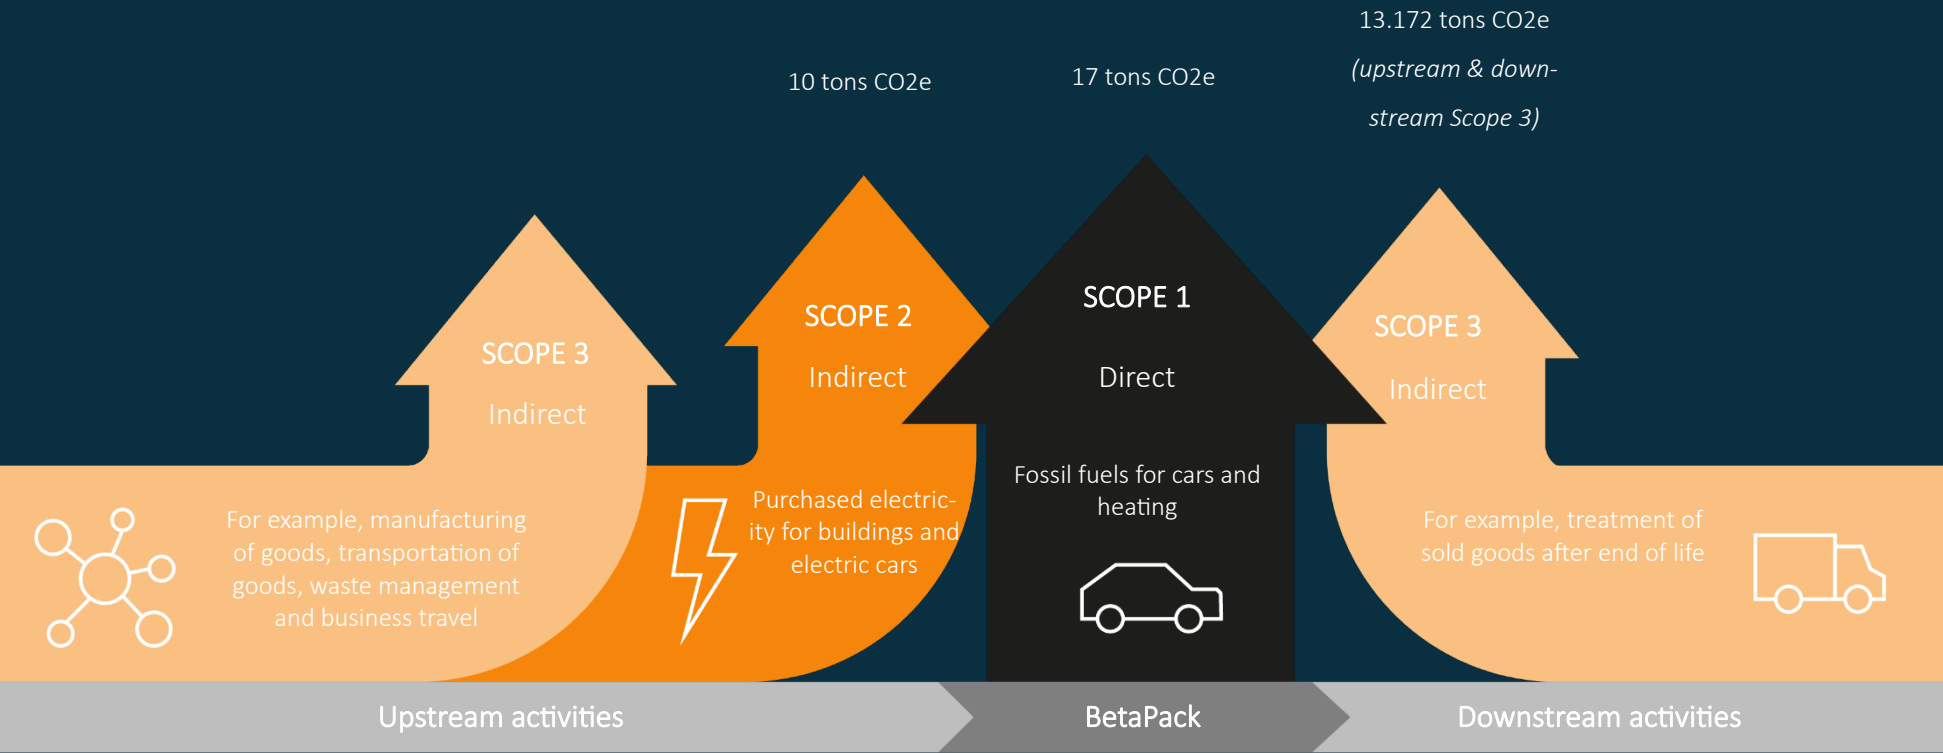 13.172 tons CO2e
(upstream & down-
stream Scope 3)
10 tons CO2e
17 tons CO2e
SCOPE 3
Indirect
For example, manufacturing
of goods, transportation of
goods, waste management
and business travel
SCOPE 2
Indirect
Purchased electric-
ity for buildings and
electric cars
SCOPE 1
Direct
Fossil fuels for cars and
heating
SCOPE 3
Indirect
For example, treatment of
sold goods after end of life
Upstream activities
BetaPack
Downstream activities